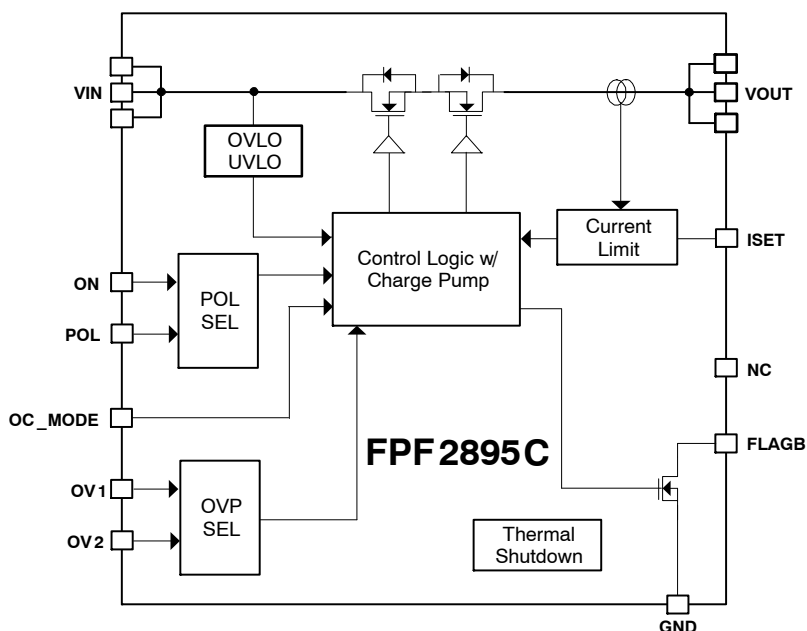 VIN
VOUT
OVLO
UVLO
Control Logic w/
Charge Pump
Current
Limit
ISET
ON
POL
POL
SEL
NC
OC_MODE
FPF2895C
FLAGB
OV1
OV2
OVP
SEL
Thermal
Shutdown
GND